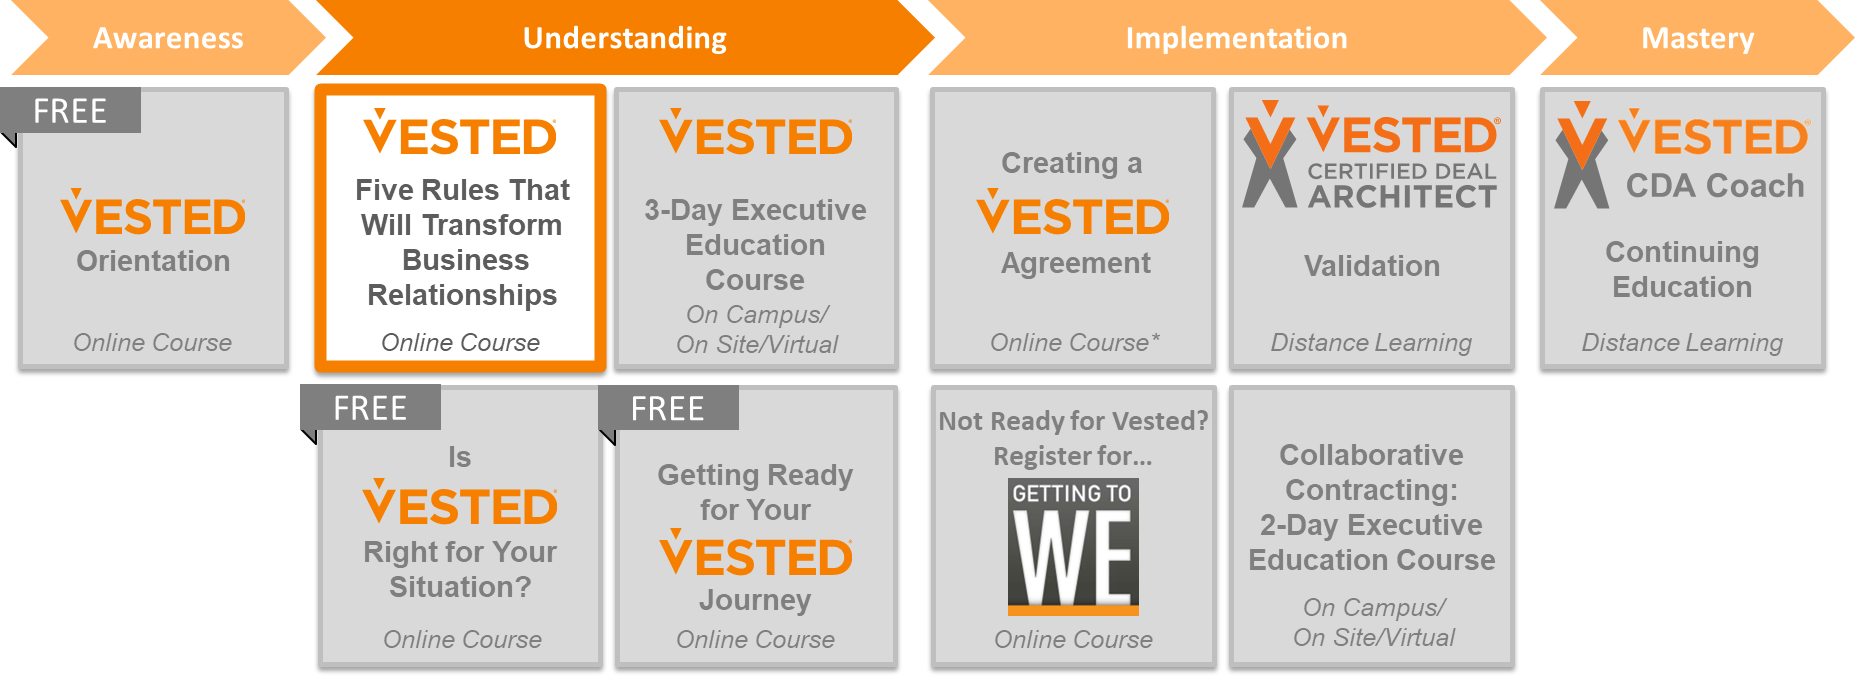 Awareness
Understanding
Implementation
Mastery
FREE
VESTED®
Orientation
Online Course
VESTED®
Five Rules That
Will Transform
Business
Relationships
Online Course
VESTED®
3-Day Executive
Education
Course
On Campus/
On Site/Virtual
Creating a
VESTED®
Agreement
Online Course*
VESTED®
CERTIFIED DEAL
ARCHITECT
Validation
Distance Learning
VESTED®
CDA Coach
Continuing
Education
Distance Learning
FREE
Is
VESTED®
Right for Your
Situation?
Online Course
FREE
Getting Ready
for Your
VESTED®
Journey
Online Course
Not Ready for Vested?
Register for...
GETTING TO
WE
Online Course
Collaborative
Contracting:
2-Day Executive
Education Course
On Campus/
On Site/Virtual